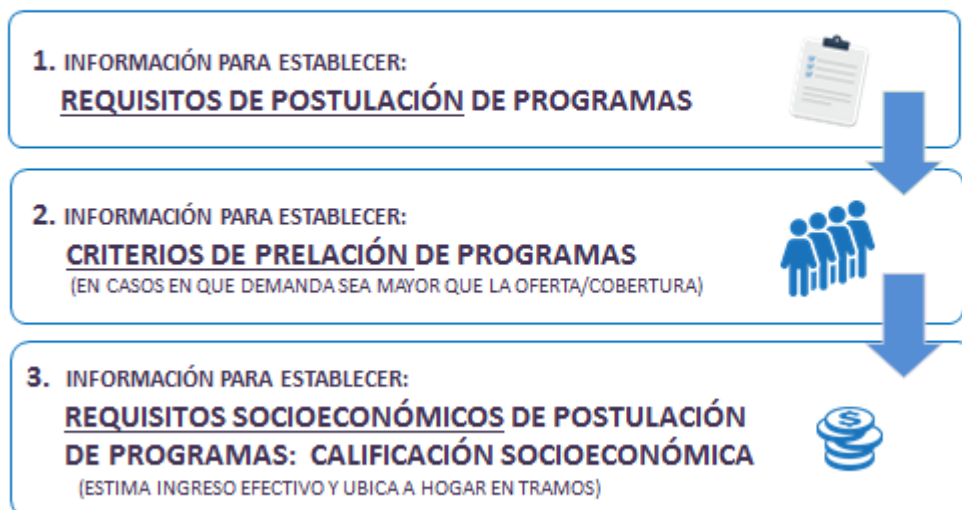 1. INFORMACIÓN PARA ESTABLECER:
REQUISITOS DE POSTULACIÓN DE PROGRAMAS
2. INFORMACIÓN PARA ESTABLECER:
CRITERIOS DE PRELACIÓN DE PROGRAMAS
(EN CASOS EN QUE DEMANDA SEA MAYOR QUE LA OFERTA/COBERTURA)
3. INFORMACIÓN PARA ESTABLECER:
REQUISITOS SOCIOECONÓMICOS DE POSTULACIÓN
DE PROGRAMAS: CALIFICACIÓN SOCIOECONÓMICA
(ESTIMA INGRESO EFECTIVO Y UBICA A HOGAR EN TRAMOS)
$